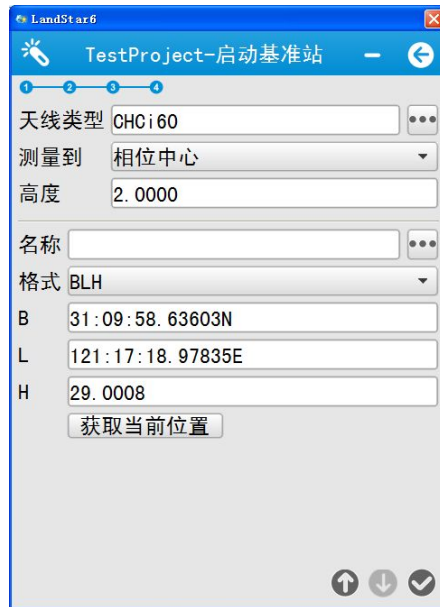 LandStar6
TestProject-启动基准站
1 2 3 4
天线类型 CHCi60
测量到 相位中心
高度 2.0000
名称
格式 BLH
B 31:09:58.63603N
L 121:17:18.97835E
H 29.0008
获取当前位置